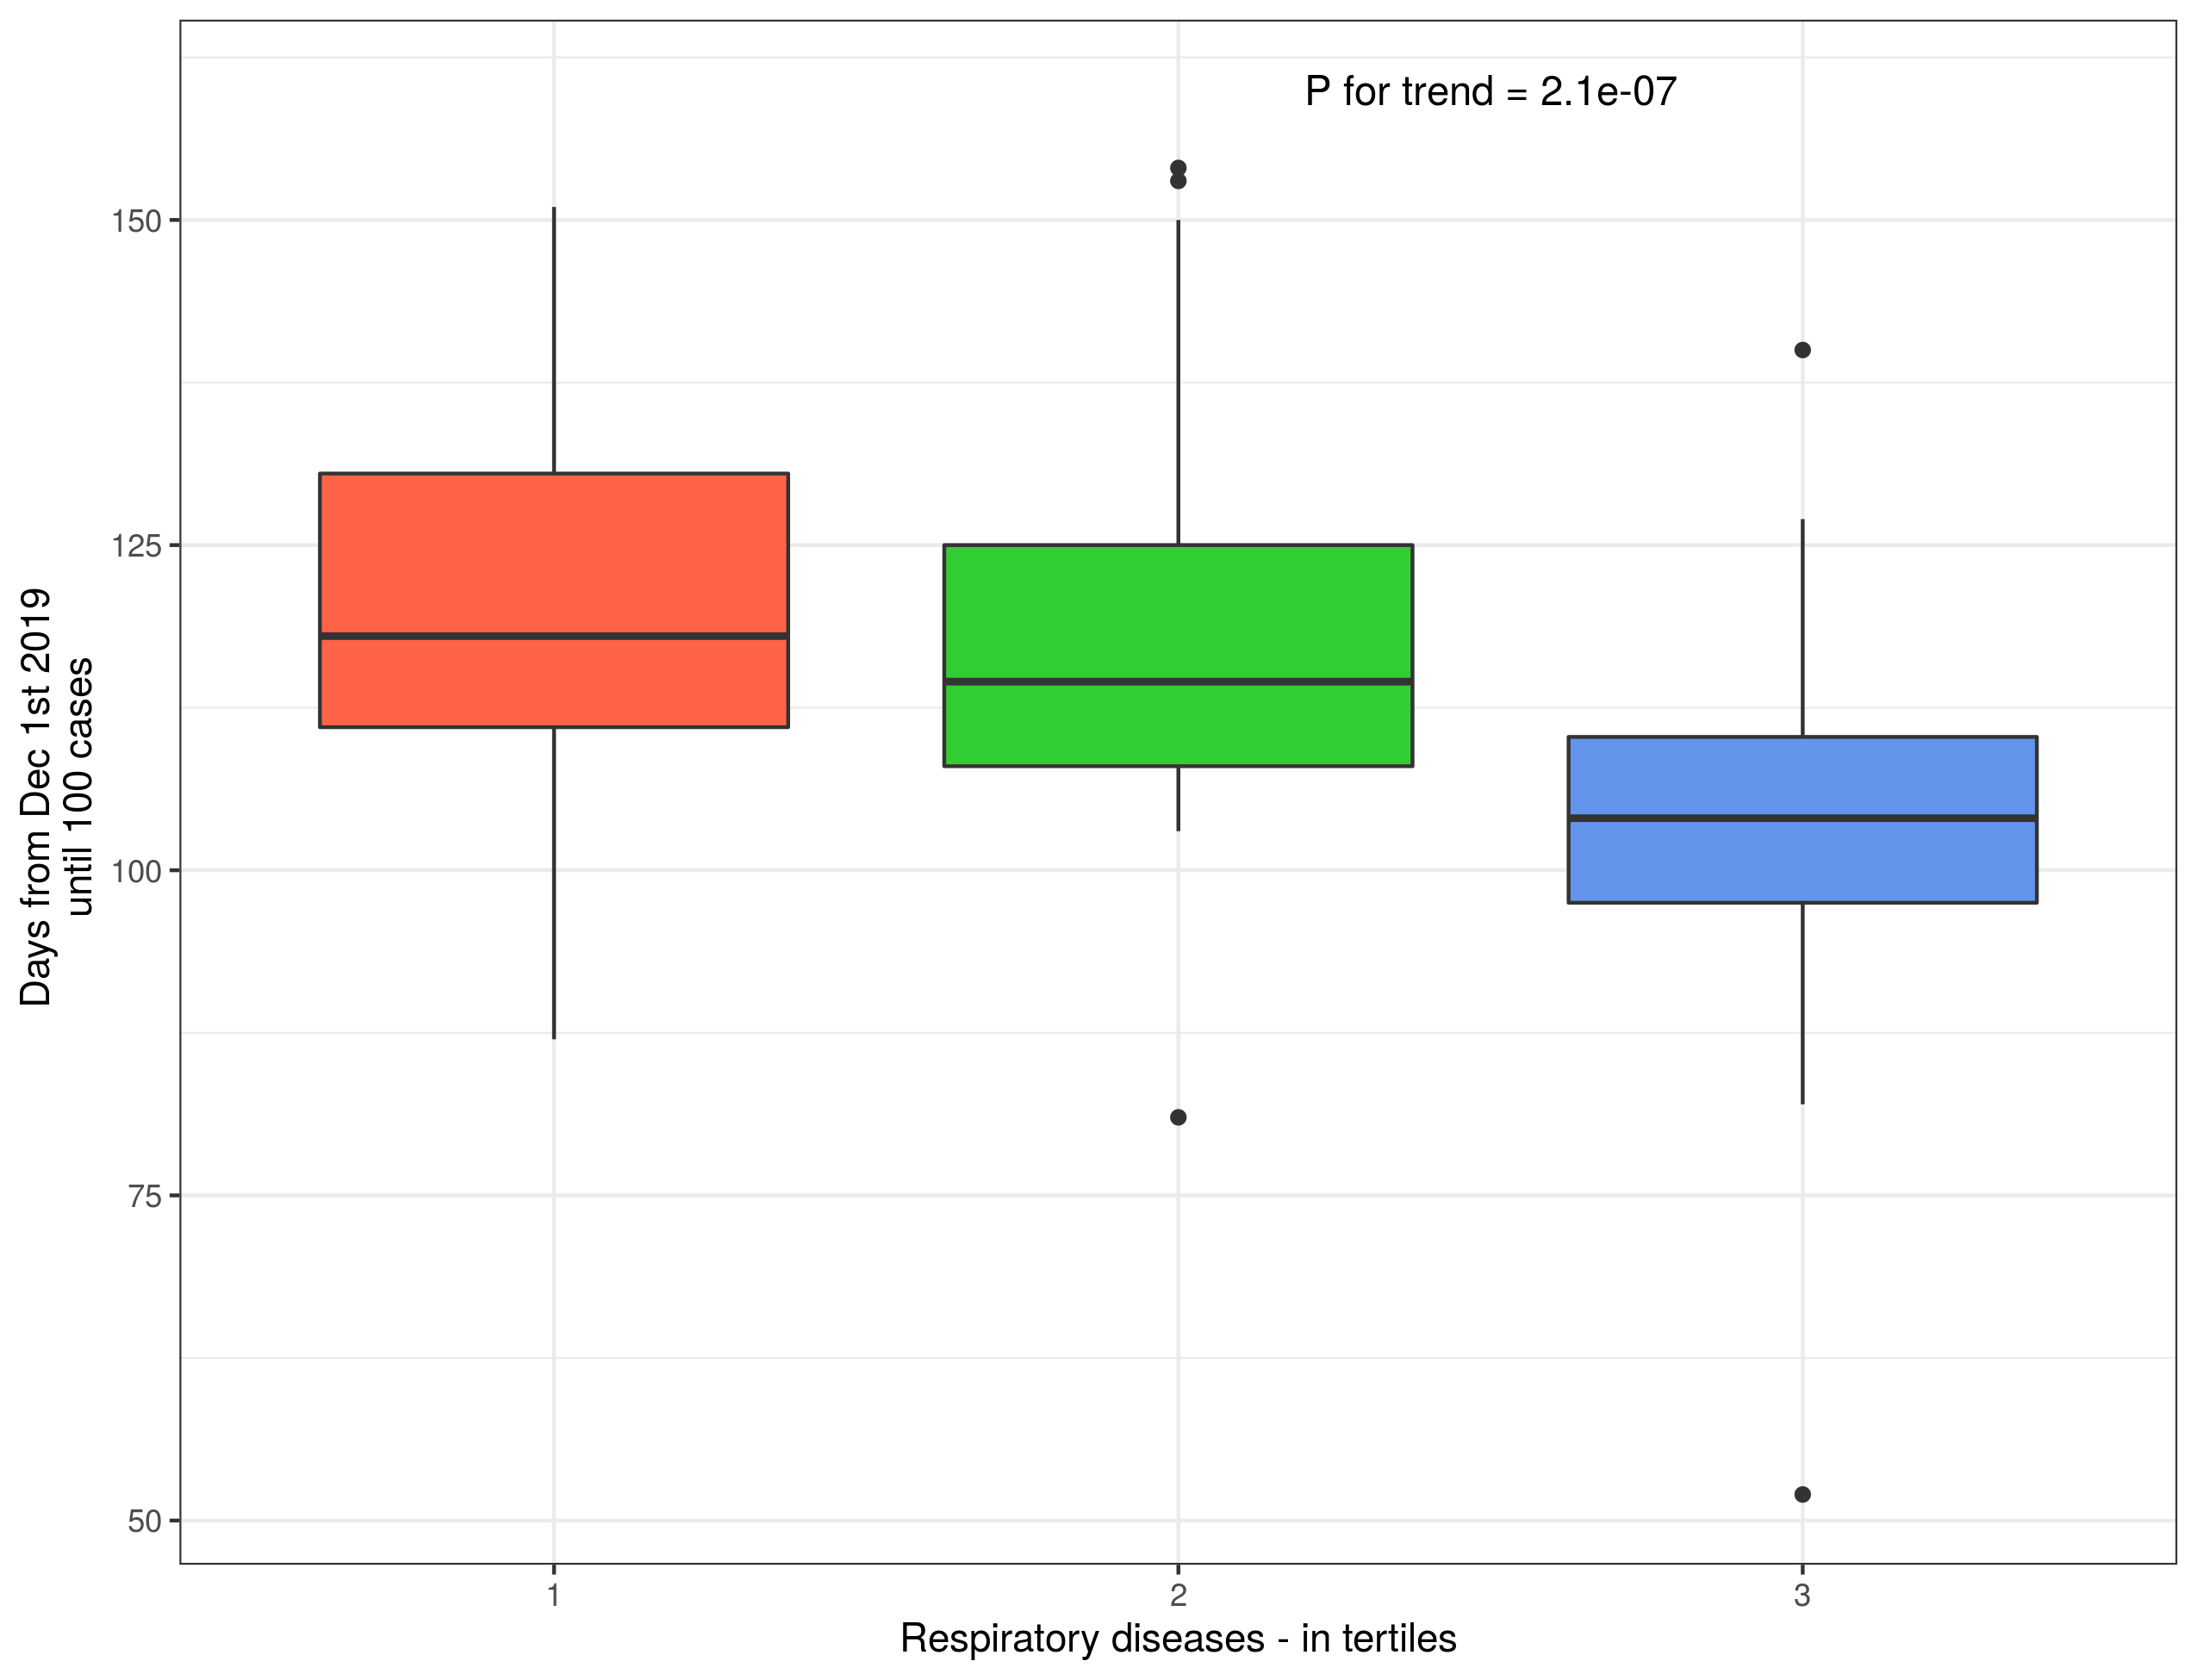 P for trend = 2.1e-07
150
125
100
75
50
Days from Dec 1st 2019
until 100 cases
1
2
3
Respiratory diseases - in tertiles